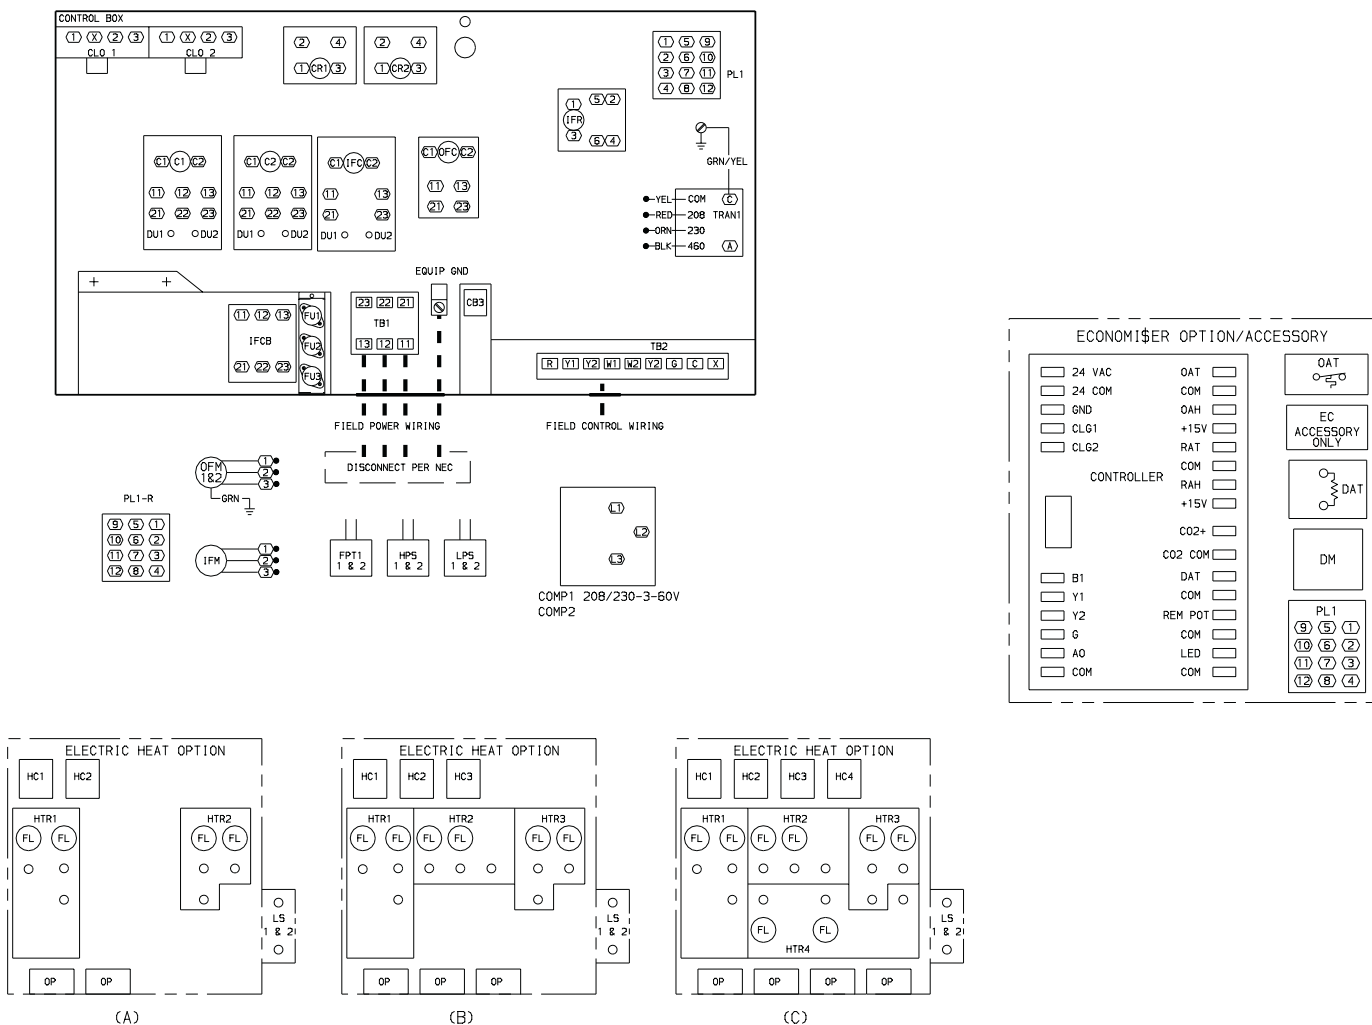 CONTROL BOX
1 X 2 3 1 X 2 3
CLO 1 CLO 2
2 4 2 4
1 CR1 3 1 CR2 3
1 5 9
2 6 10
3 7 11
4 8 12
PL1
1 5 2
IFR
3 6 4
GRN/YEL
C1 C1 C2
11 12 13
21 22 23
DU1 DU2
C1 C2 C2
11 12 13
21 22 23
DU1 DU2
C1 IFC C2
11 13
21 23
DU1 DU2
C1 OFC C2
11 13
21 23
YEL COM C
RED 208 TRAN1
ORN 230
BLK 460 A
EQUIP GND
11 12 13
IFCB
21 22 23
FU1
FU2
FU3
23 22 21
TB1
13 12 11
CB3
TB2
R Y1 Y2 W1 W2 Y2 G C X
FIELD POWER WIRING
FIELD CONTROL WIRING
DISCONNECT PER NEC
OFM
1&2
1
2
3
GRN
PL1-R
9 5 1
10 6 2
11 7 3
12 8 4
IFM
1
2
3
FPT1
1 & 2
HPS
1 & 2
LPS
1 & 2
L1
L2
L3
COMP1 208/230-3-60V
COMP2
ECONOMI$ER OPTION/ACCESSORY
24 VAC OAT
24 COM COM
GND OAH
CLG1 +15V
CLG2 RAT
COM
CONTROLLER RAH
+15V
CO2+
CO2 COM
B1 DAT
Y1 COM
Y2 REM POT
G COM
AO LED
COM COM
OAT
EC
ACCESSORY
ONLY
DAT
DM
PL1
9 5 1
10 6 2
11 7 3
12 8 4
ELECTRIC HEAT OPTION
HC1 HC2
HTR1 HTR2
FL FL FL FL
LS
1 & 2
OP OP
(A)
ELECTRIC HEAT OPTION
HC1 HC2 HC3
HTR1 HTR2 HTR3
FL FL FL FL FL FL
LS
1 & 2
OP OP OP
(B)
ELECTRIC HEAT OPTION
HC1 HC2 HC3 HC4
HTR1 HTR2 HTR3
FL FL FL FL FL FL
FL FL
HTR4
LS
1 & 2
OP OP OP OP
(C)